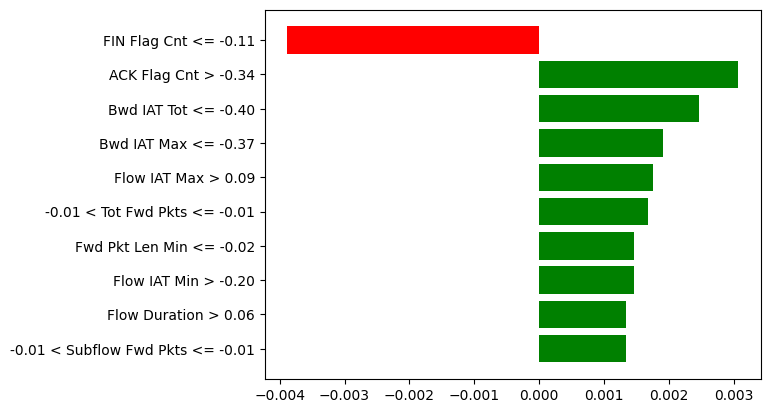 FIN Flag Cnt <= -0.11
ACK Flag Cnt > -0.34
Bwd IAT Tot <= -0.40
Bwd IAT Max <= -0.37
Flow IAT Max > 0.09
-0.01 < Tot Fwd Pkts <= -0.01
Fwd Pkt Len Min <= -0.02
Flow IAT Min > -0.20
Flow Duration > 0.06
-0.01 < Subflow Fwd Pkts <= -0.01
−0.004 −0.003 −0.002 −0.001 0.000 0.001 0.002 0.003